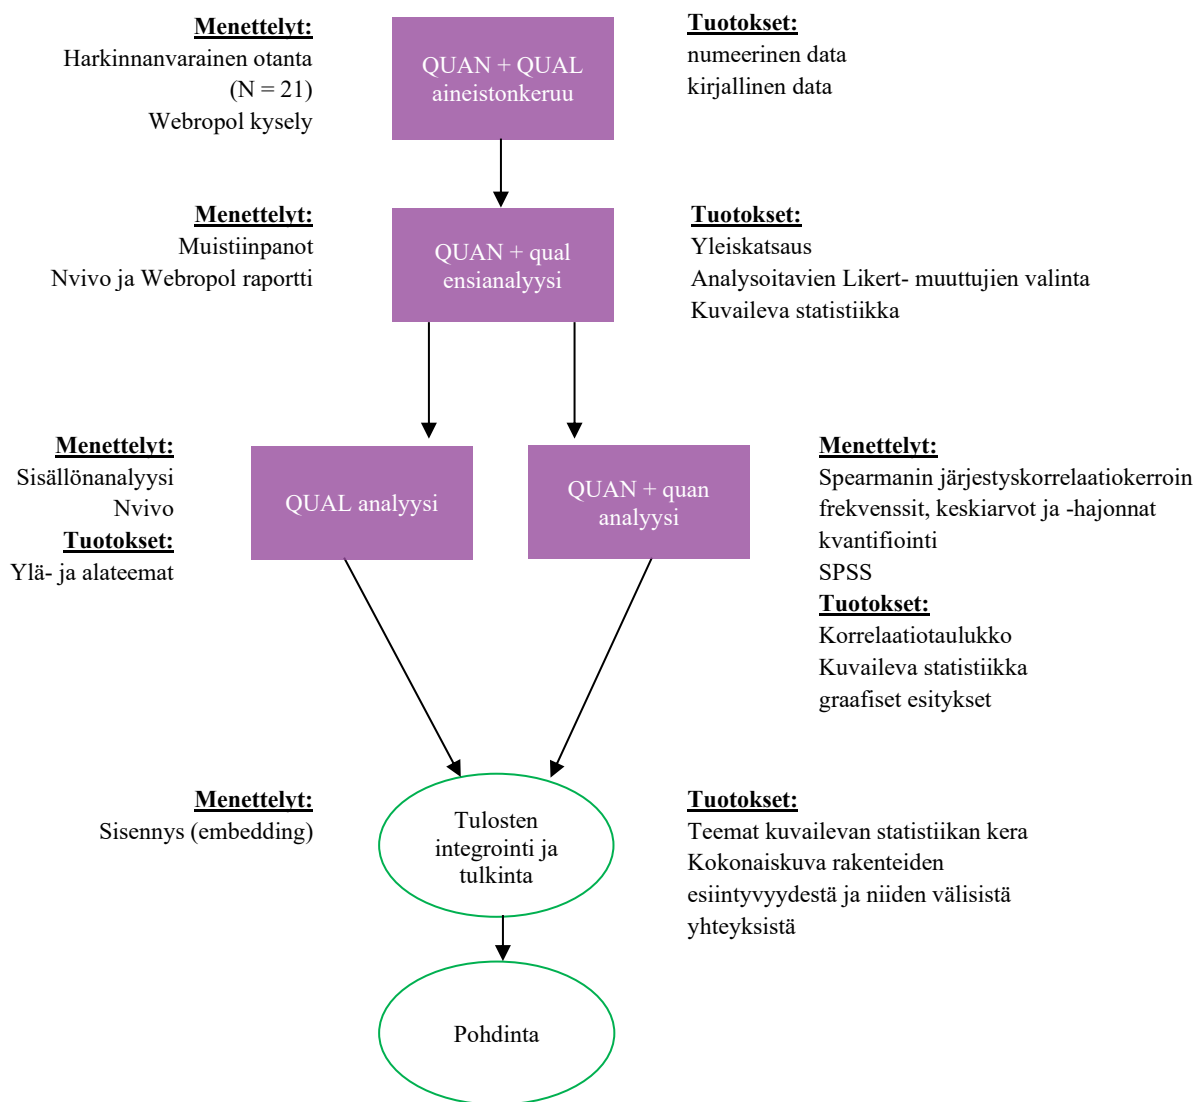 Menettelyt:
Harkinnanvarainen otanta
(N = 21)
Webropol kysely
QUAN + QUAL
aineistonkeruu
Tuotokset:
numeerinen data
kirjallinen data
Menettelyt:
Muistiinpanot
Nvivo ja Webropol raportti
QUAN + qual
ensianalyysi
Tuotokset:
Yleiskatsaus
Analysoitavien Likert- muuttujien valinta
Kuvaileva statistiikka
Menettelyt:
Sisällönanalyysi
Nvivo
Tuotokset:
Ylä- ja alateemat
QUAL analyysi
QUAN + quan
analyysi
Menettelyt:
Spearmanin järjestyskorrelaatiokerroin
frekvenssit, keskiarvot ja -hajonnat
kvantifiointi
SPSS
Tuotokset:
Korrelaatiotaulukko
Kuvaileva statistiikka
graafiset esitykset
Menettelyt:
Sisennys (embedding)
Tulosten
integrointi ja
tulkinta
Tuotokset:
Teemat kuvailevan statistiikan kera
Kokonaiskuva rakenteiden
esiintyvyydestä ja niiden välisistä
yhteyksistä
Pohdinta